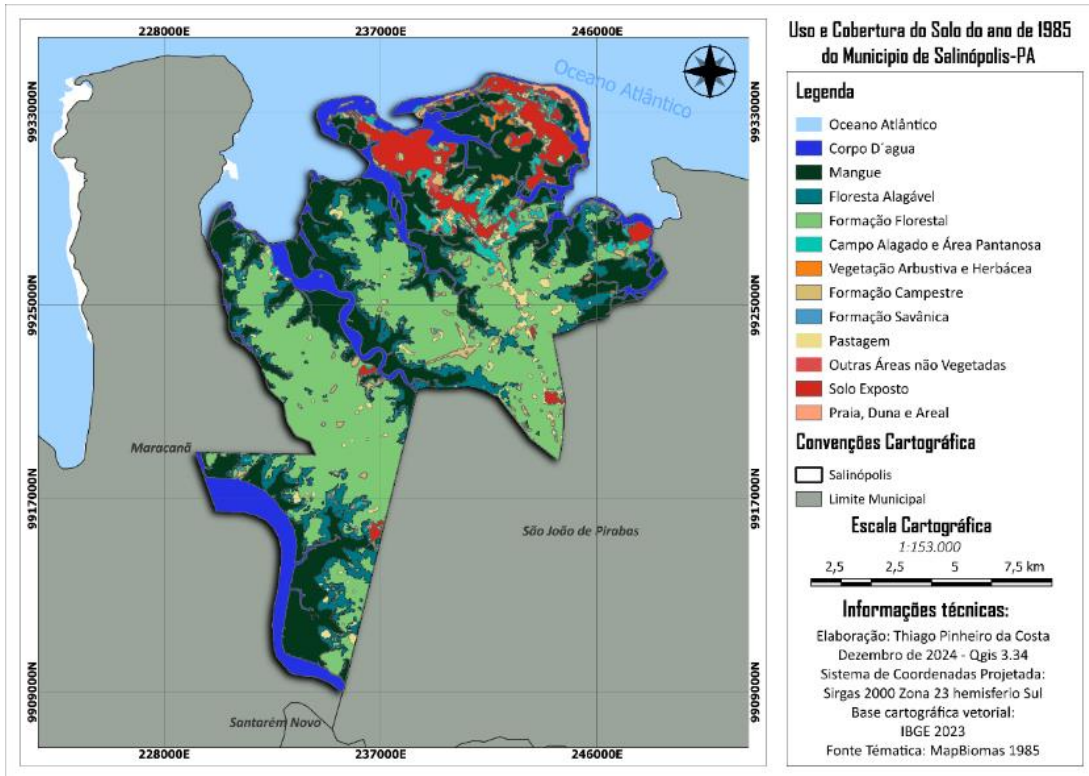 Uso e Cobertura do Solo do ano de 1985
do Municipio de Salinópolis-PA
228000E
237000E
246000E
Oceano Atlântico
9933000N
9933000N
9925000N
9925000N
9917000N
9917000N
9909000N
9909000N
Maracanã
São João de Pirabas
Santarém Novo
228000E
237000E
246000E
Legenda
Oceano Atlântico
Corpo D´agua
Mangue
Floresta Alagável
Formação Florestal
Campo Alagado e Área Pantanosa
Vegetação Arbustiva e Herbácea
Formação Campestre
Formação Savânica
Pastagem
Outras Áreas não Vegetadas
Solo Exposto
Praia, Duna e Areal
Convenções Cartográfica
Salinópolis
Limite Municipal
Escala Cartográfica
1:153.000
2,5 2,5 5 7,5 km
Informações técnicas:
Elaboração: Thiago Pinheiro da Costa
Dezembro de 2024 - Qgis 3.34
Sistema de Coordenadas Projetada:
Sirgas 2000 Zona 23 hemisferio Sul
Base cartográfica vetorial:
IBGE 2023
Fonte Tématica: MapBiomas 1985